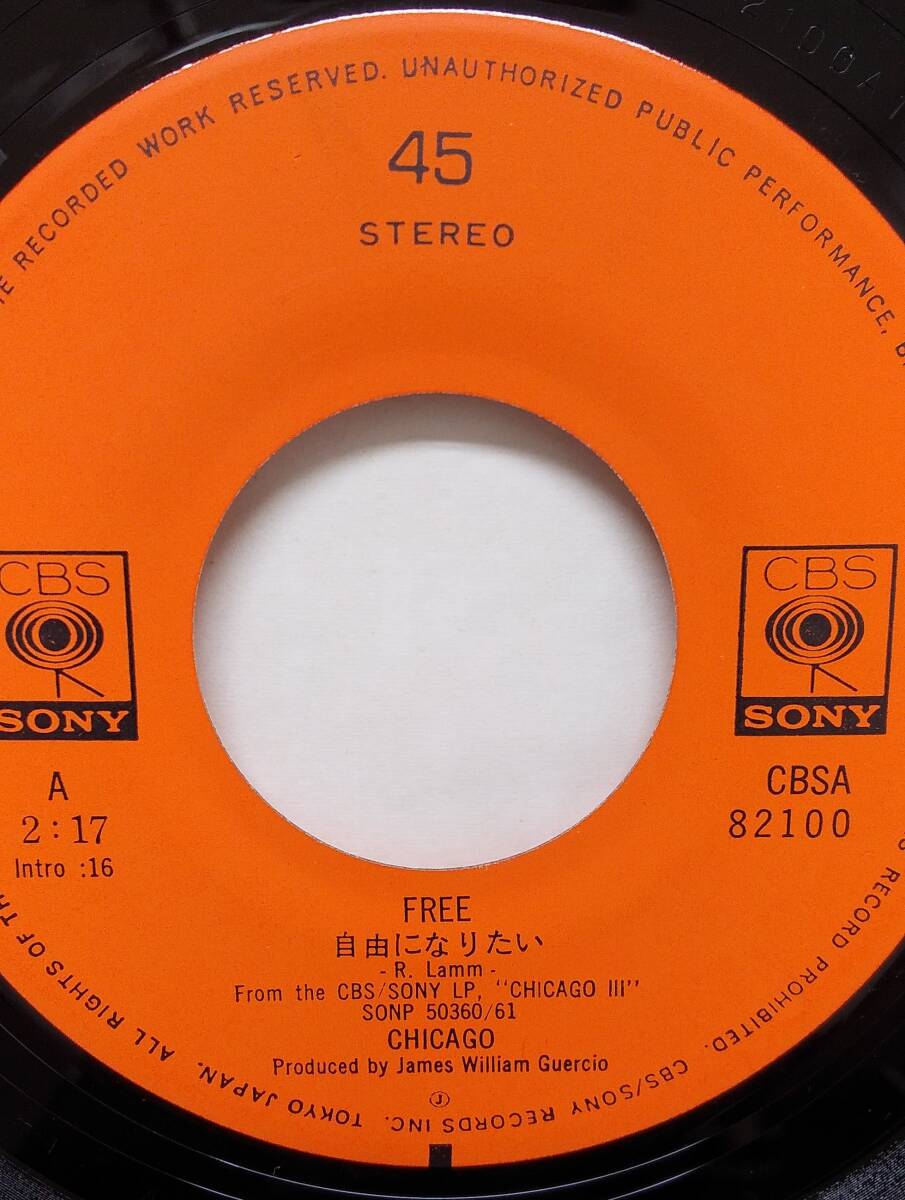 THE RECORDED WORK RESERVED. UNAUTHORIZED PUBLIC PERFORMANCE,
45
STEREO
CBS
SONY
CBS
SONY
A
2:17
Intro :16
CBSA
82100
FREE
自由になりたい
- R. Lamm -
From the CBS/SONY LP, "CHICAGO III"
SONP 50360/61
CHICAGO
Produced by James William Guercio
Ⓙ
RECORD PROHIBITED. CBS/SONY RECORDS INC. TOKYO JAPAN. ALL RIGHTS OF